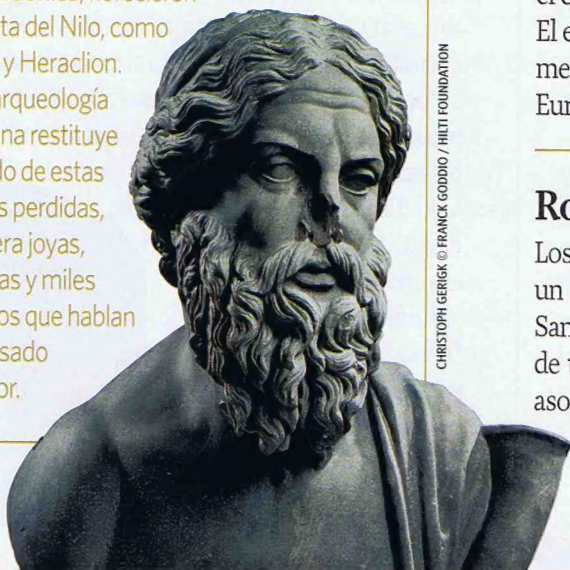 ta del Nilo, como
y Heraclion.
arqueología
na restituye
do de estas
s perdidas,
era joyas,
as y miles
os que hablan
sado
or.
CHRISTOPH GERIGK © FRANCK GODDIO / HILTI FOUNDATION
El e
me
Eur
Ro
Los
un
San
de
aso